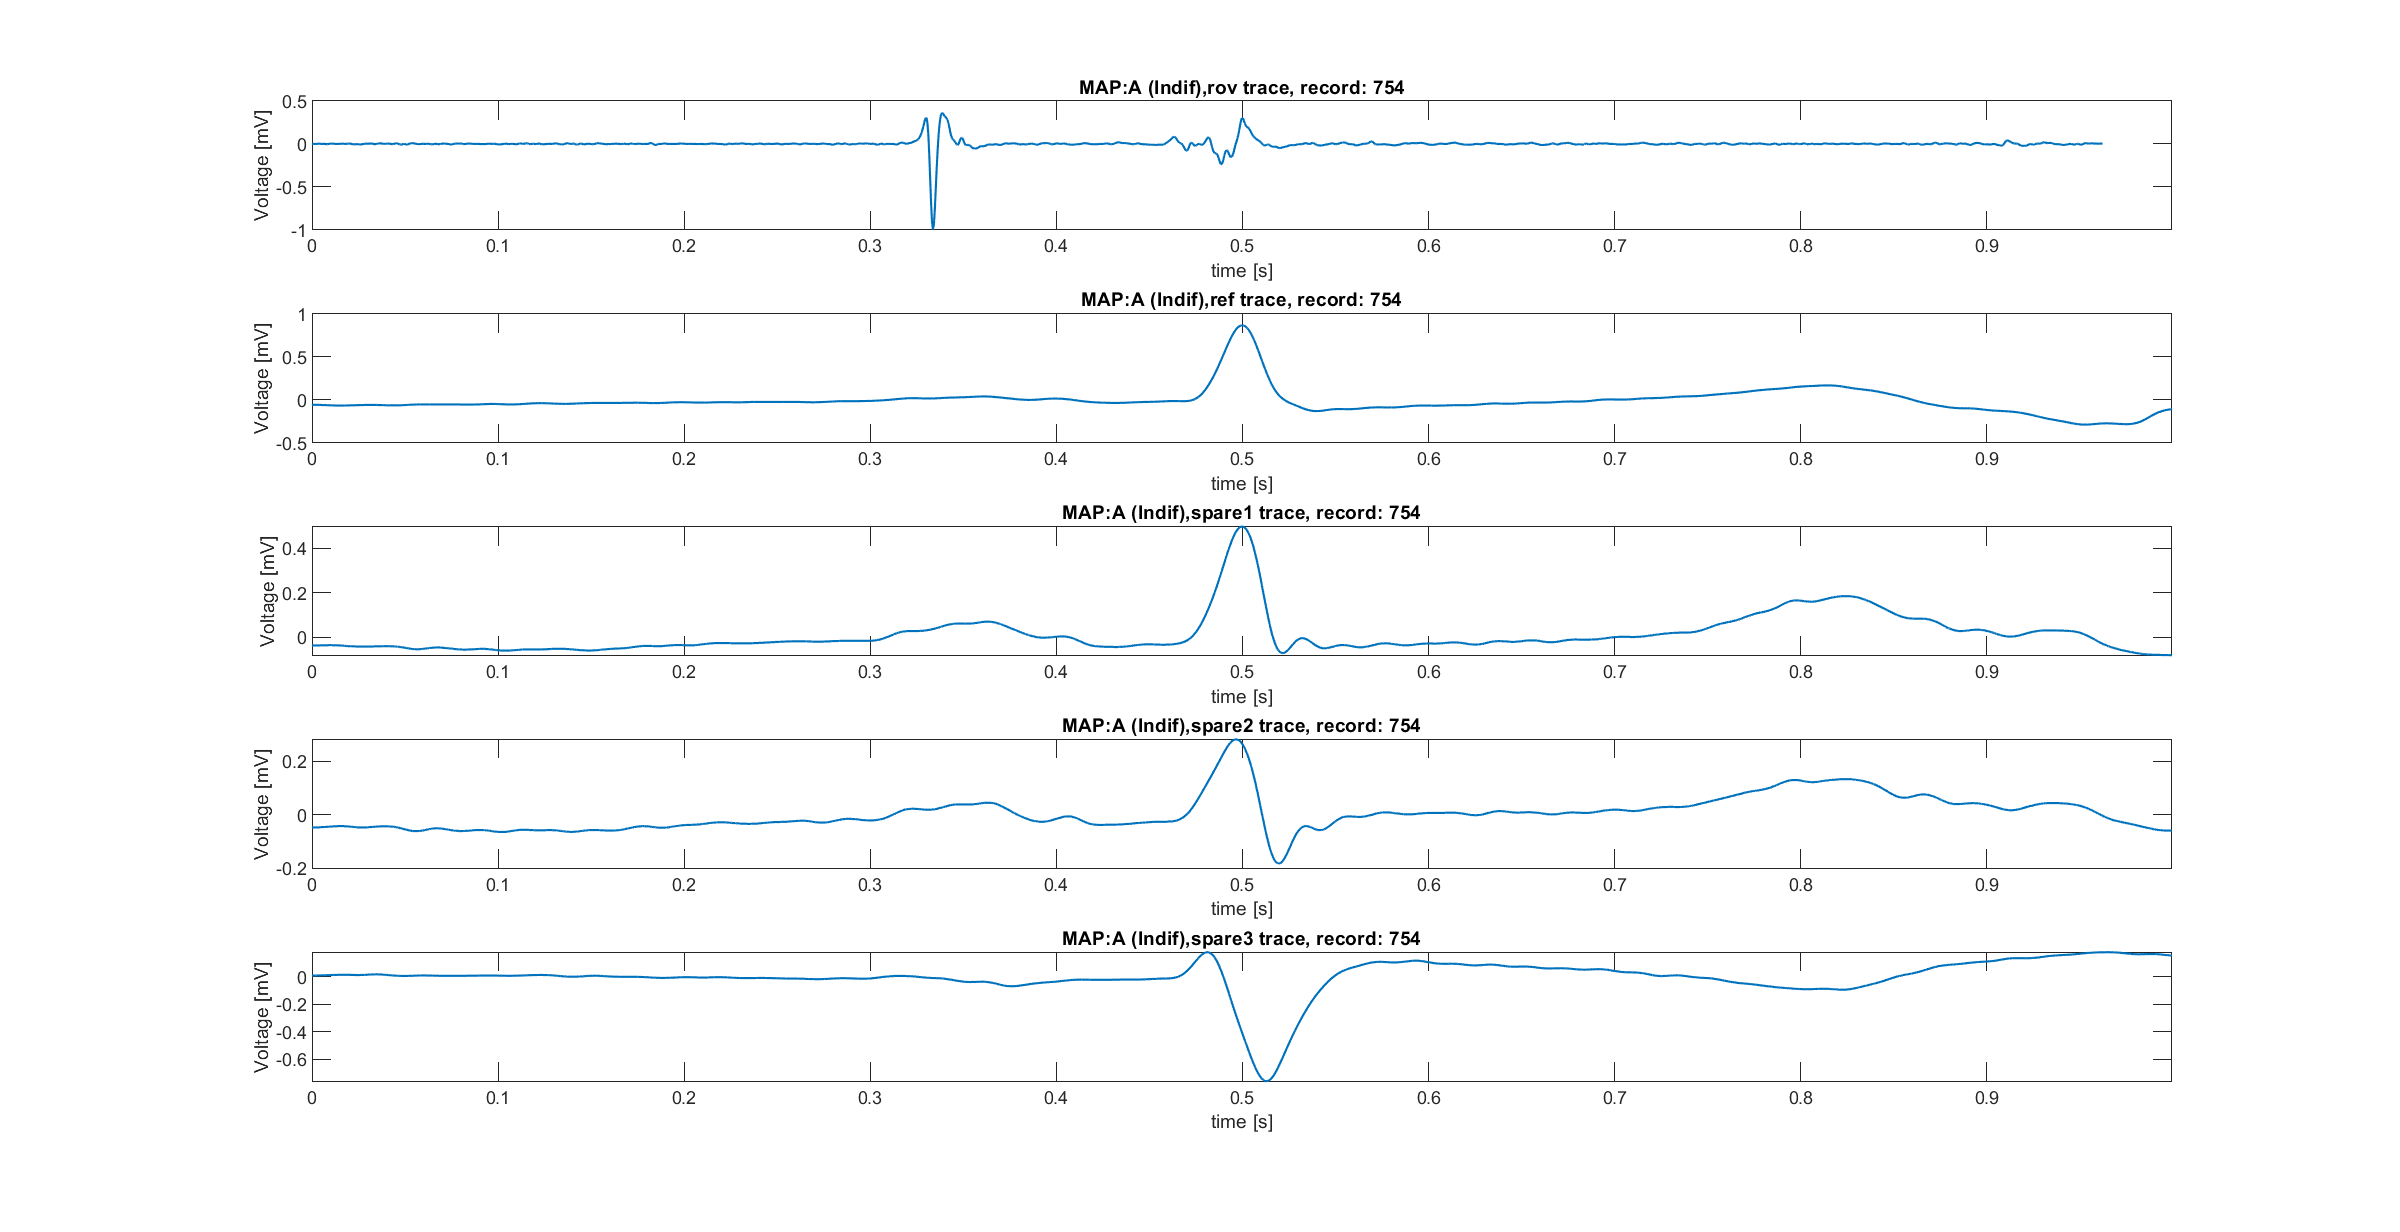 MAP:A (Indif),rov trace, record: 754
Voltage [mV]
0.5
0
-0.5
-1
0 0.1 0.2 0.3 0.4 0.5 0.6 0.7 0.8 0.9
time [s]
MAP:A (Indif),ref trace, record: 754
Voltage [mV]
1
0.5
0
-0.5
0 0.1 0.2 0.3 0.4 0.5 0.6 0.7 0.8 0.9
time [s]
MAP:A (Indif),spare1 trace, record: 754
Voltage [mV]
0.4
0.2
0
0 0.1 0.2 0.3 0.4 0.5 0.6 0.7 0.8 0.9
time [s]
MAP:A (Indif),spare2 trace, record: 754
Voltage [mV]
0.2
0
-0.2
0 0.1 0.2 0.3 0.4 0.5 0.6 0.7 0.8 0.9
time [s]
MAP:A (Indif),spare3 trace, record: 754
Voltage [mV]
0
-0.2
-0.4
-0.6
0 0.1 0.2 0.3 0.4 0.5 0.6 0.7 0.8 0.9
time [s]